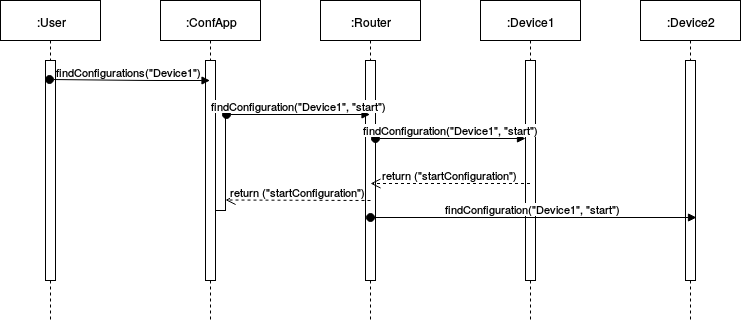 :User
:ConfApp
:Router
:Device1
:Device2
findConfigurations("Device1")
findConfiguration("Device1", "start")
findConfiguration("Device1", "start")
return ("startConfiguration")
return ("startConfiguration")
findConfiguration("Device1", "start")